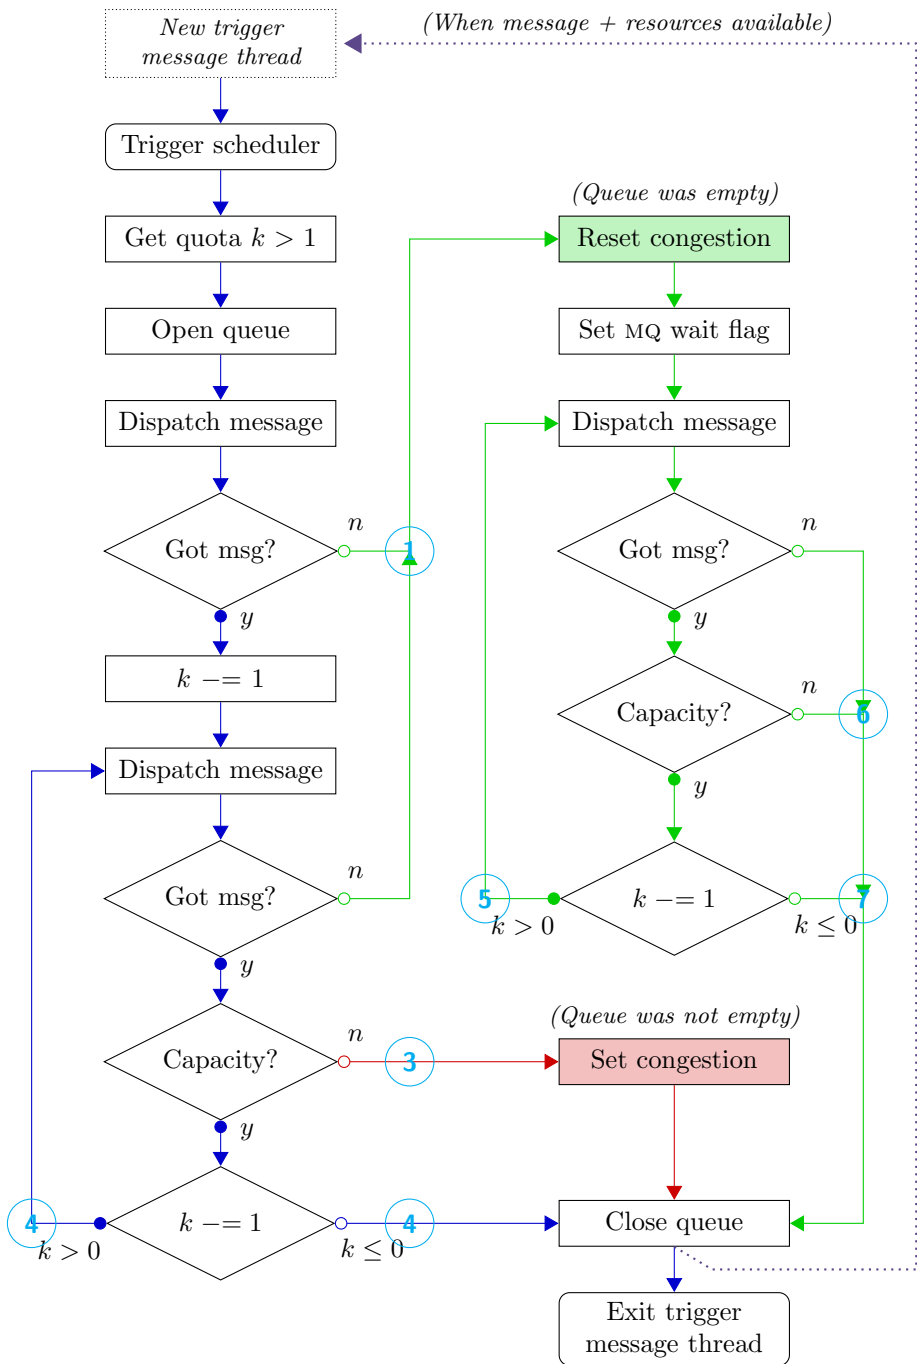 New trigger
message thread
(When message + resources available)
Trigger scheduler
Get quota k > 1
Open queue
Dispatch message
Got msg?
n
1
y
k −= 1
Dispatch message
Got msg?
n
y
Capacity?
n
3
y
k −= 1
4
k > 0
4
k ≤ 0
(Queue was empty)
Reset congestion
Set MQ wait flag
Dispatch message
Got msg?
n
y
Capacity?
n
6
y
k −= 1
5
k > 0
7
k ≤ 0
(Queue was not empty)
Set congestion
Close queue
Exit trigger
message thread